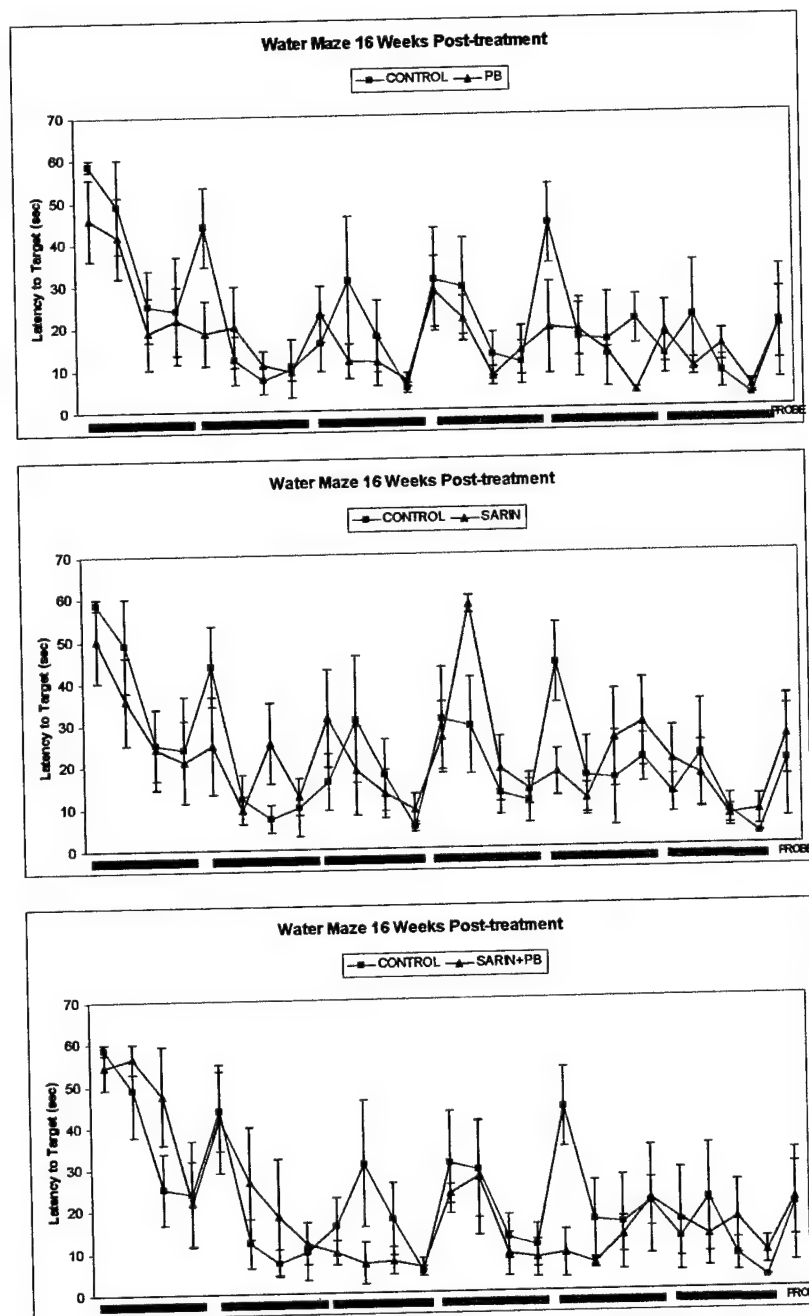 Water Maze 16 Weeks Post-treatment
CONTROL PB
Latency to Target (sec)
70
60
50
40
30
20
10
0
PROBE
Water Maze 16 Weeks Post-treatment
CONTROL SARIN
Latency to Target (sec)
70
60
50
40
30
20
10
0
PROBE
Water Maze 16 Weeks Post-treatment
CONTROL SARIN+PB
Latency to Target (sec)
70
60
50
40
30
20
10
0
PROBE